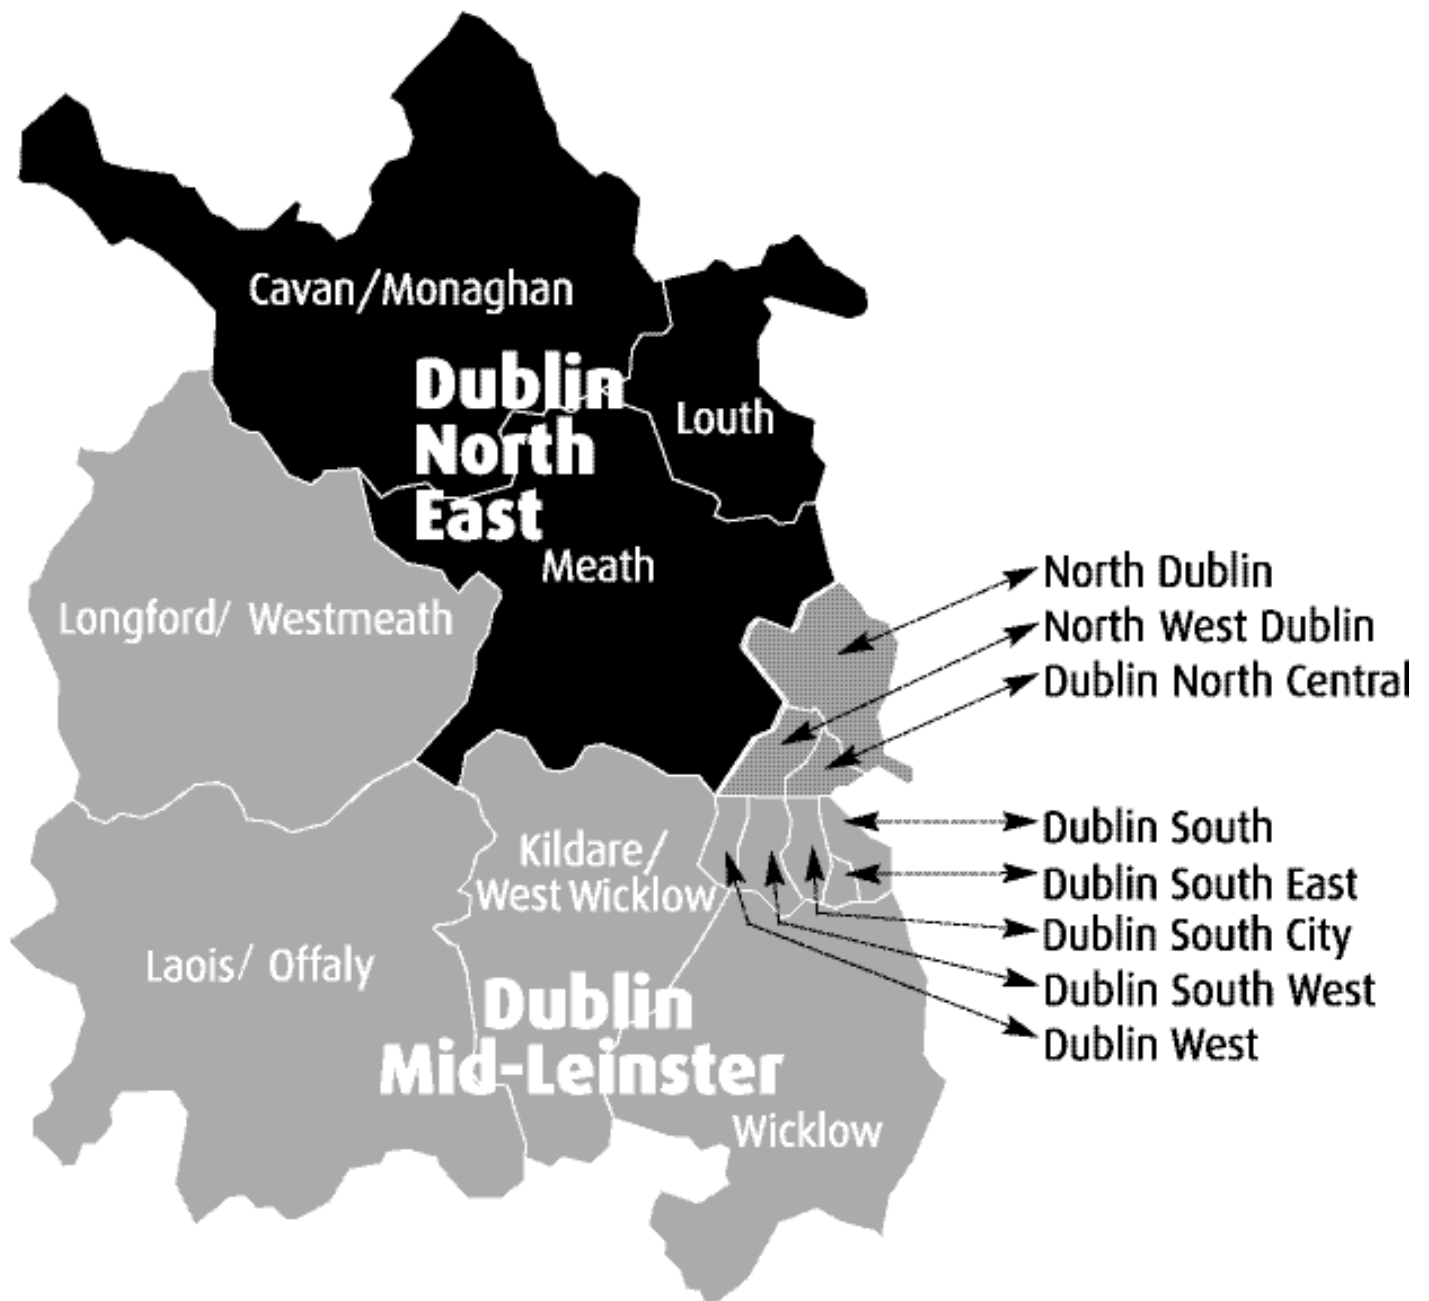 Cavan/Monaghan
Dublin
North
East
Louth
Meath
North Dublin
North West Dublin
Dublin North Central
Longford/ Westmeath
Kildare/
West Wicklow
Dublin South
Dublin South East
Dublin South City
Dublin South West
Dublin West
Laois/ Offaly
Dublin
Mid-Leinster
Wicklow